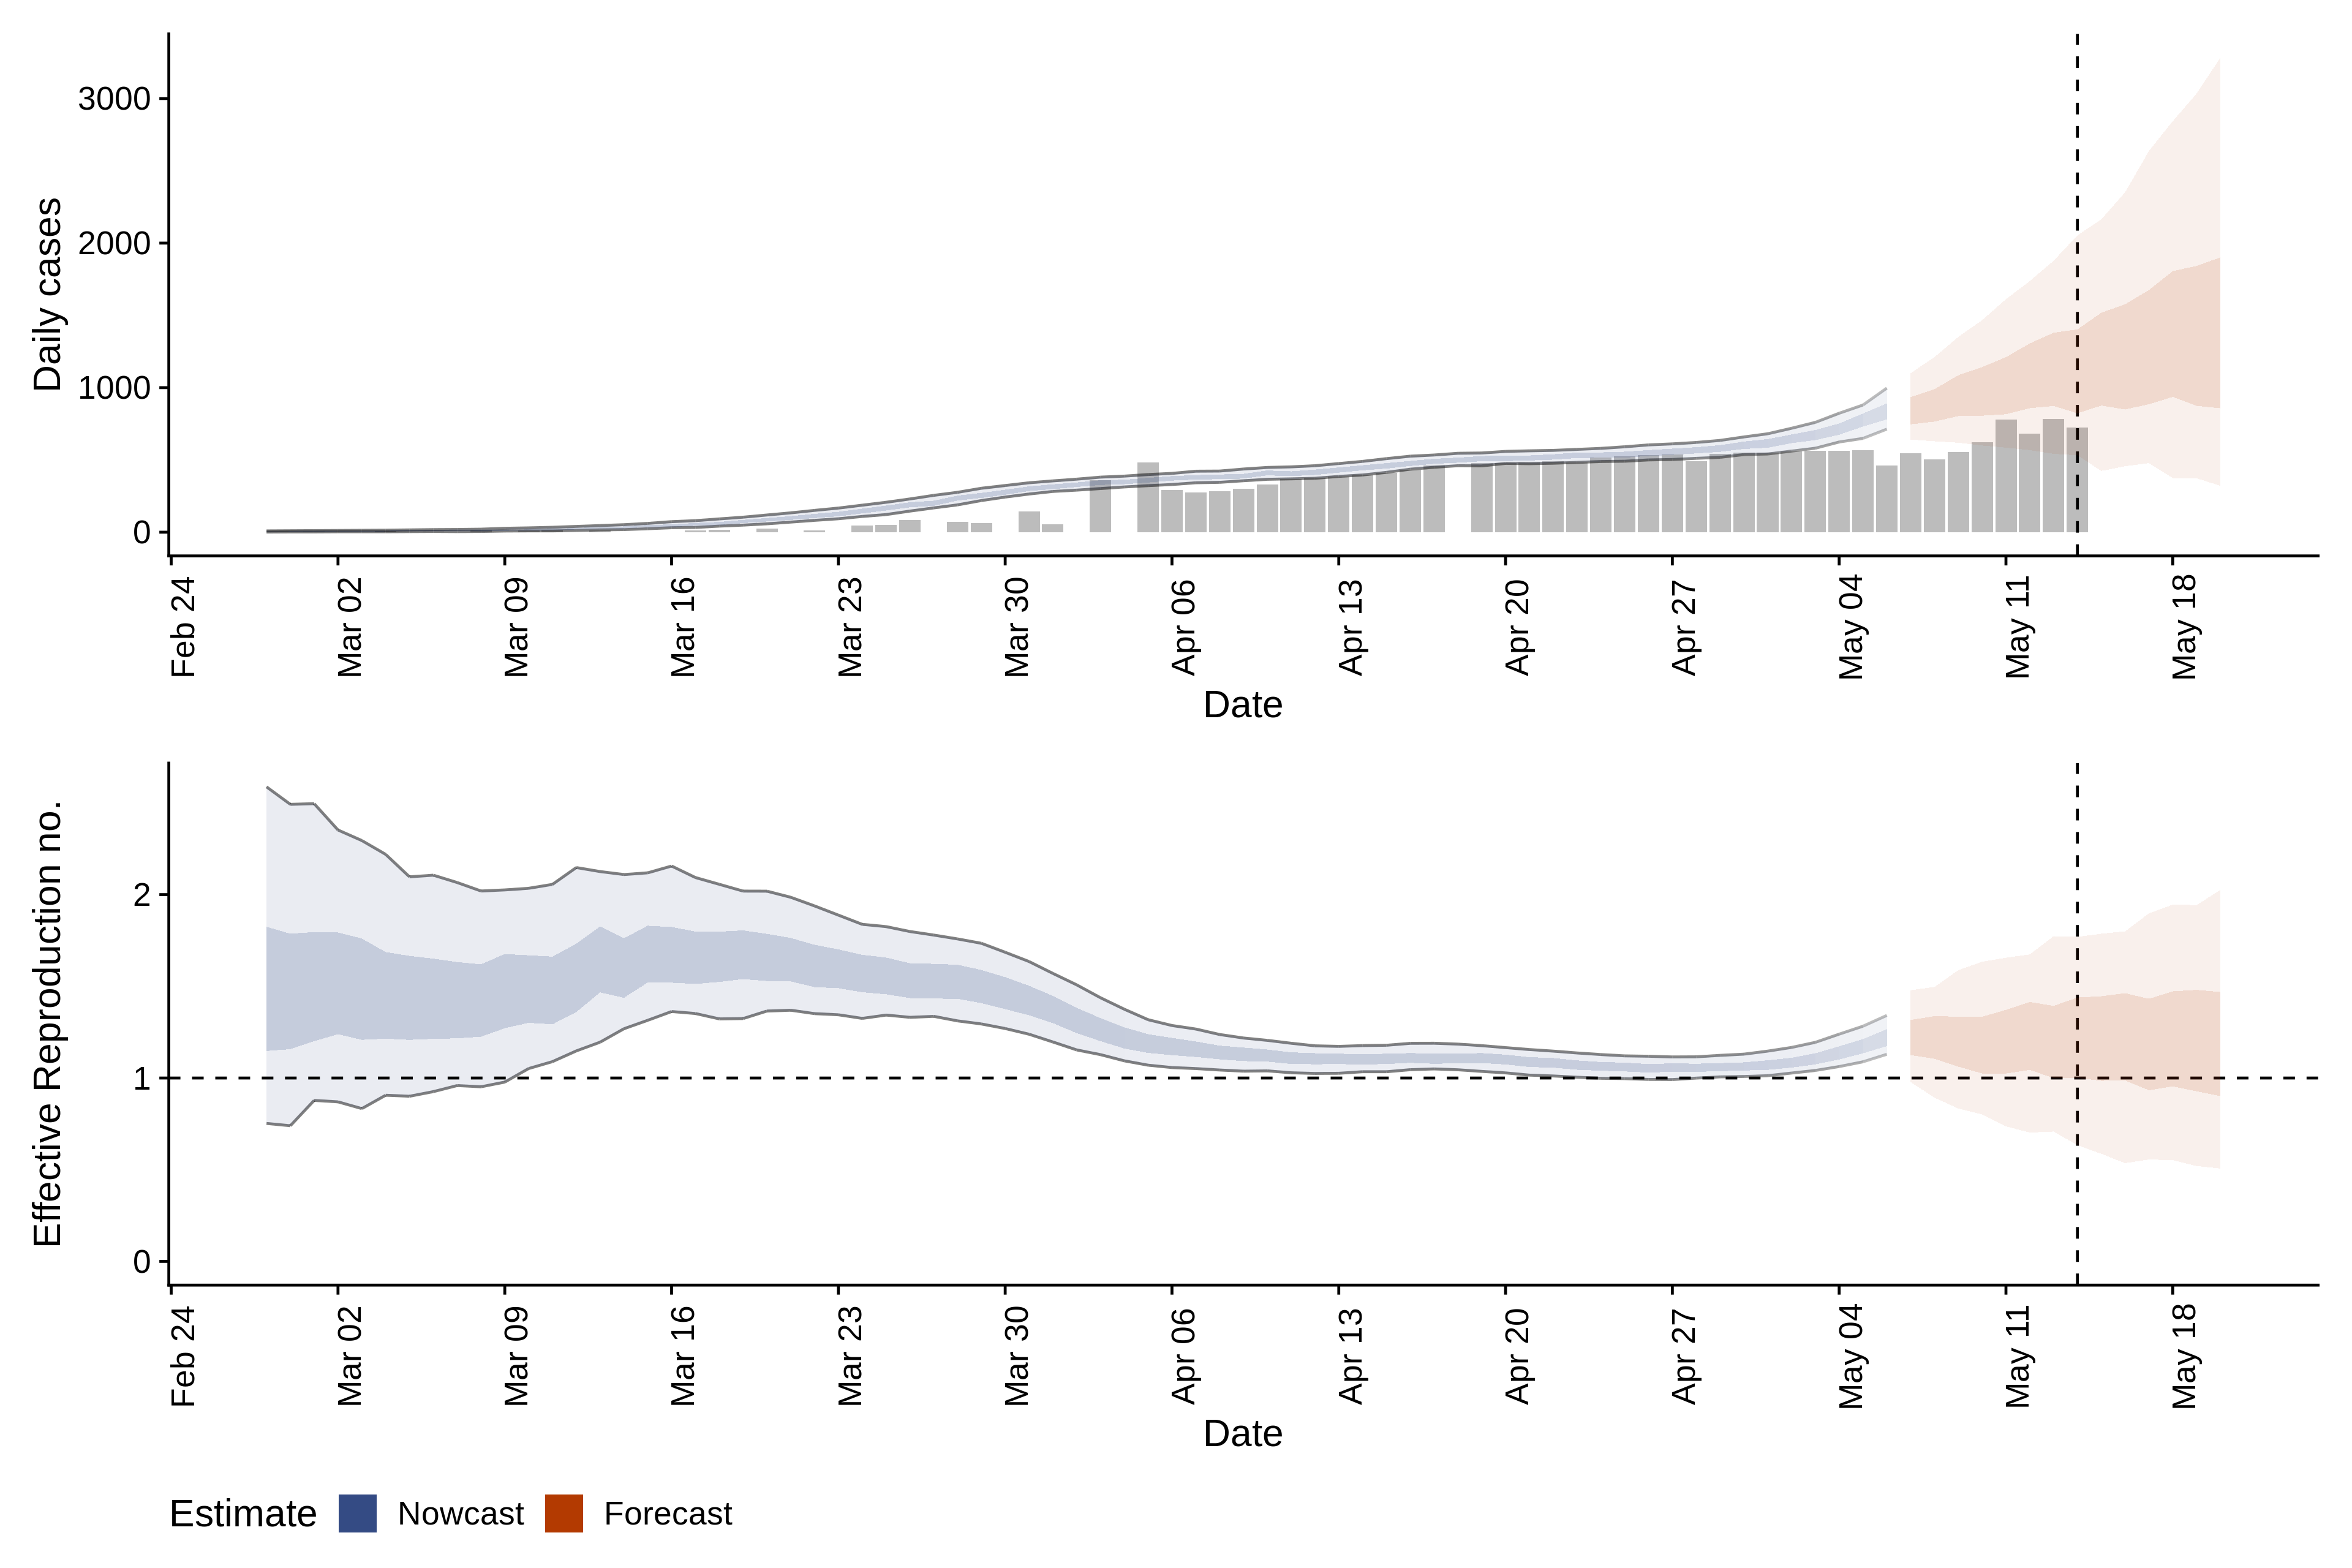 Daily cases
3000
2000
1000
0
Feb 24 Mar 02 Mar 09 Mar 16 Mar 23 Mar 30 Apr 06 Apr 13 Apr 20 Apr 27 May 04 May 11 May 18
Date
Effective Reproduction no.
2
1
0
Feb 24 Mar 02 Mar 09 Mar 16 Mar 23 Mar 30 Apr 06 Apr 13 Apr 20 Apr 27 May 04 May 11 May 18
Date
Estimate Nowcast Forecast